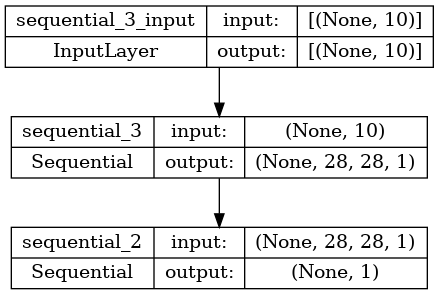 sequential_3_input input: [(None, 10)]
InputLayer output: [(None, 10)]
sequential_3 input: (None, 10)
Sequential output: (None, 28, 28, 1)
sequential_2 input: (None, 28, 28, 1)
Sequential output: (None, 1)